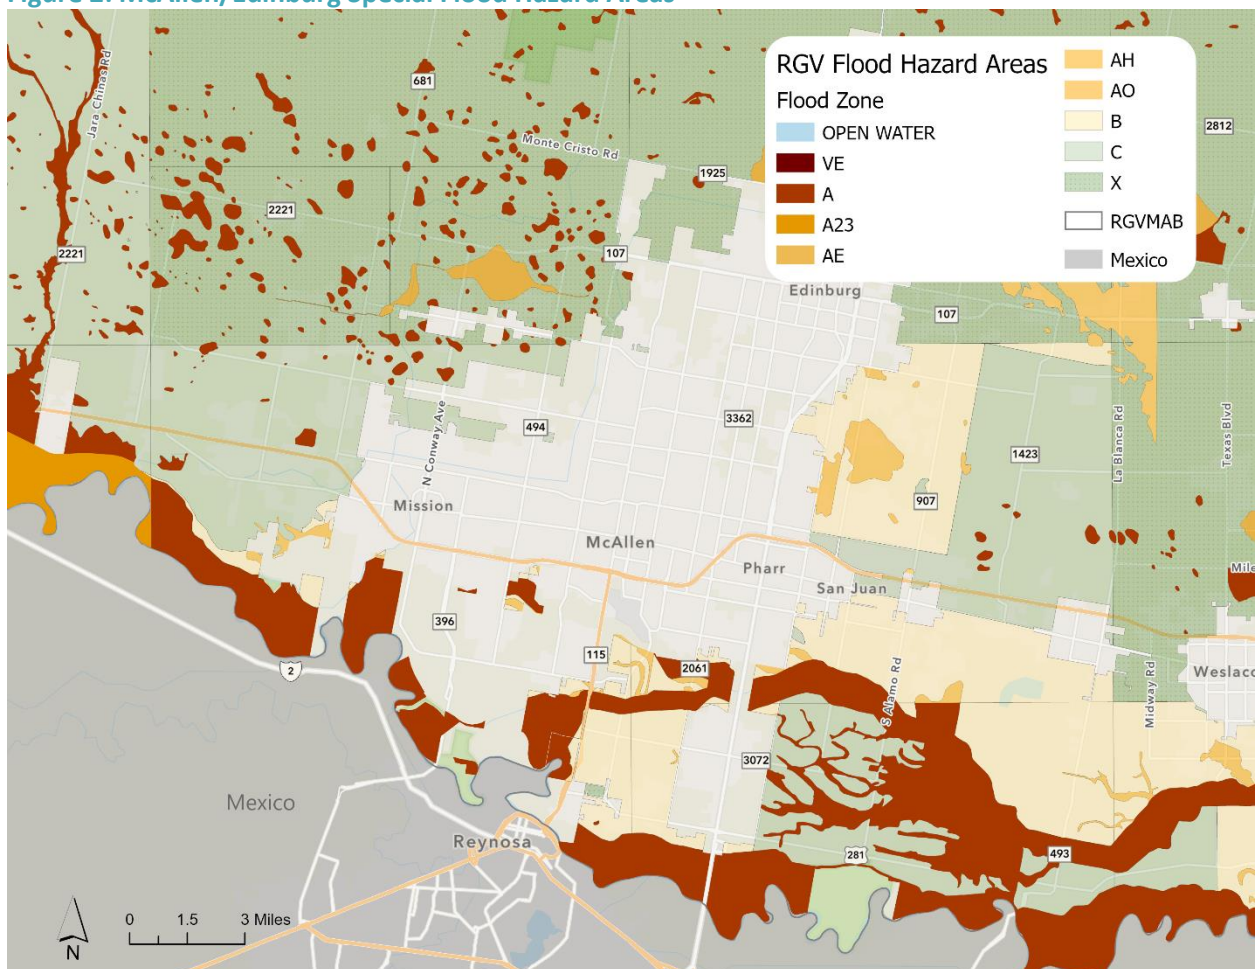 Figure 2. McAllen/Edinburg Special Flood Hazard Areas
RGV Flood Hazard Areas
Flood Zone
OPEN WATER
VE
A
A23
AE
AH
AO
B
C
X
RGVMAB
Mexico
Jara Chinas Rd
681
Monte Cristo Rd
1925
2812
2221
2221
107
Edinburg
107
N Conway Ave
494
3362
1423
La Blanca Rd
Texas Blvd
907
Mission
McAllen
Pharr
San Juan
Mile
396
115
2061
S Alamo Rd
Midway Rd
Weslaco
2
3072
Mexico
Reynosa
281
493
0 1.5 3 Miles
N